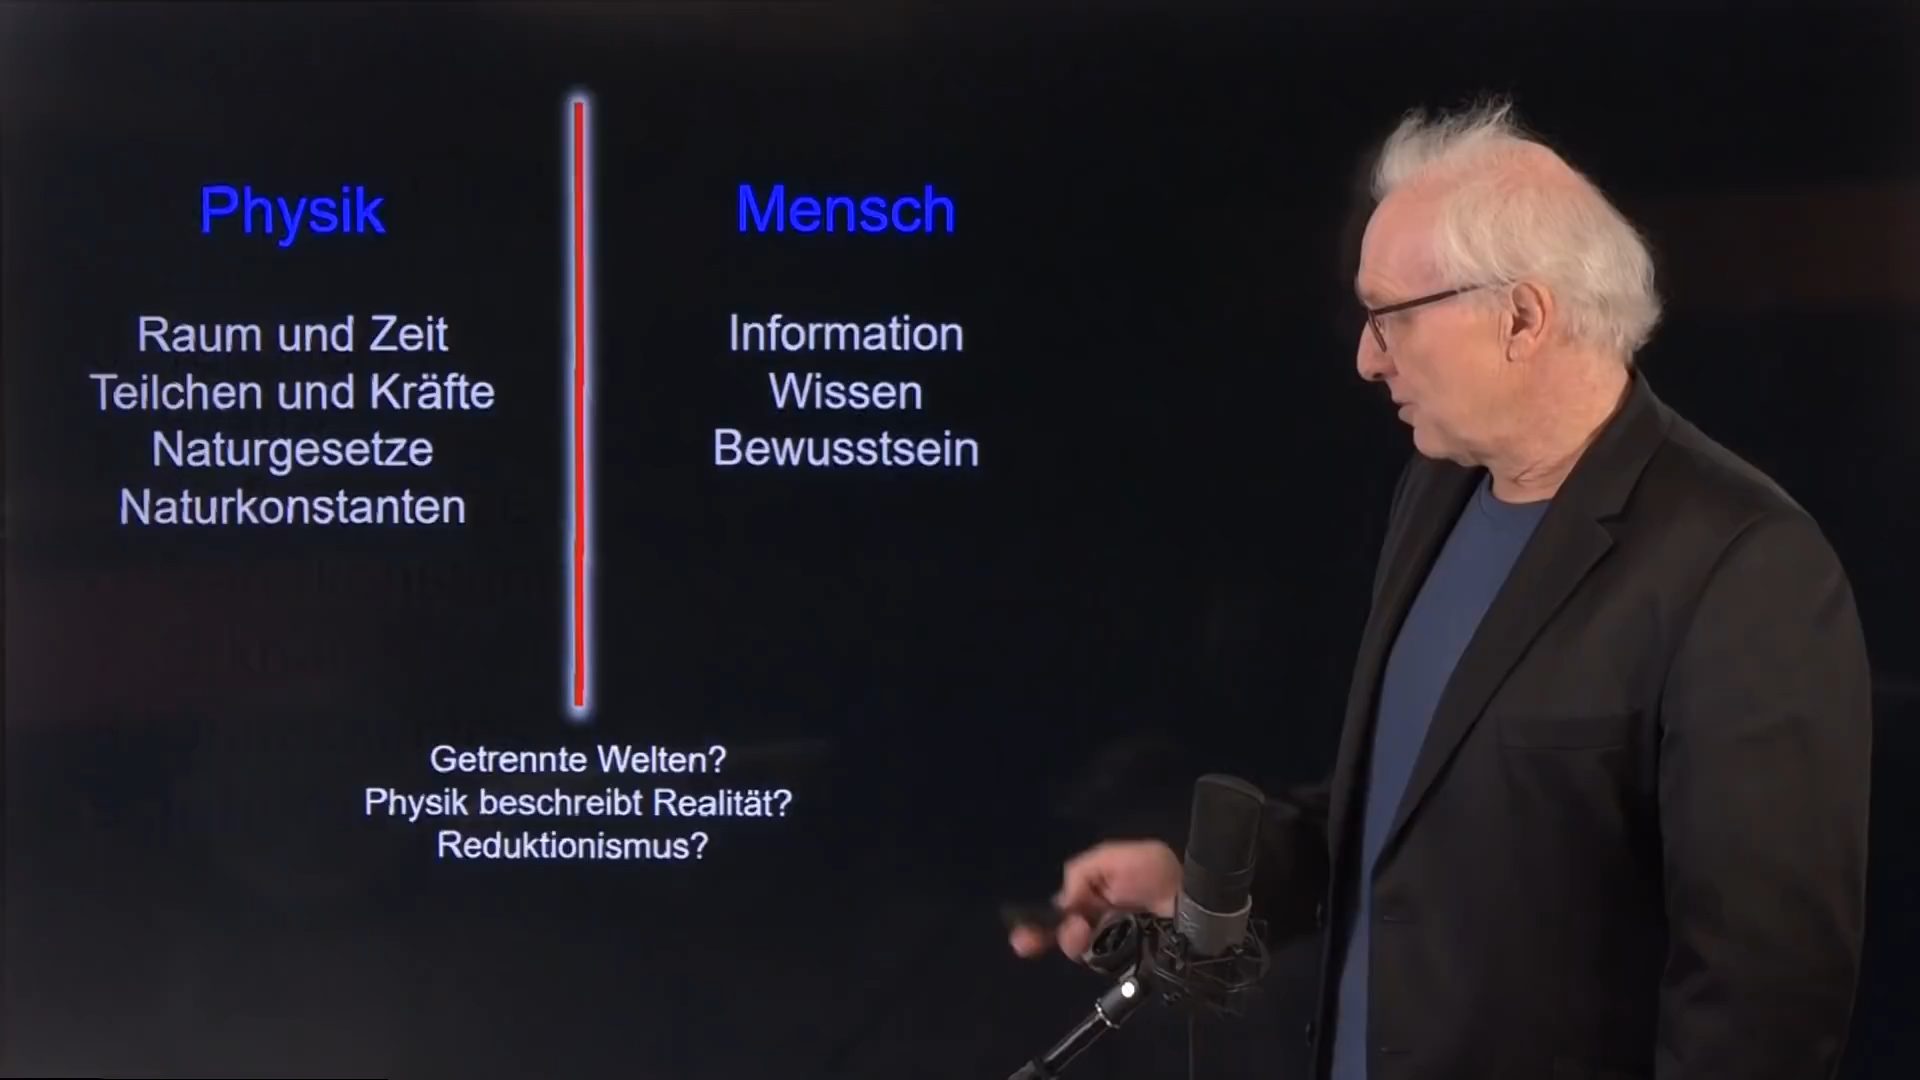 Physik
Mensch
Raum und Zeit
Teilchen und Kräfte
Naturgesetze
Naturkonstanten
Information
Wissen
Bewusstsein
Getrennte Welten?
Physik beschreibt Realität?
Reduktionismus?